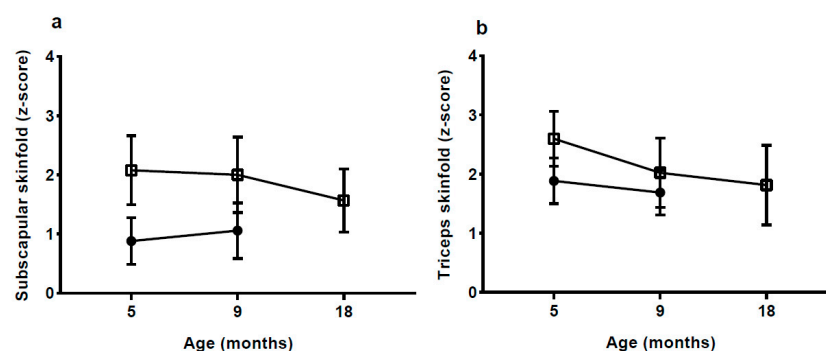 a
Subscapular skinfold (z-score)
4
3
2
1
0
5 9 18
Age (months)
b
Triceps skinfold (z-score)
4
3
2
1
0
5 9 18
Age (months)